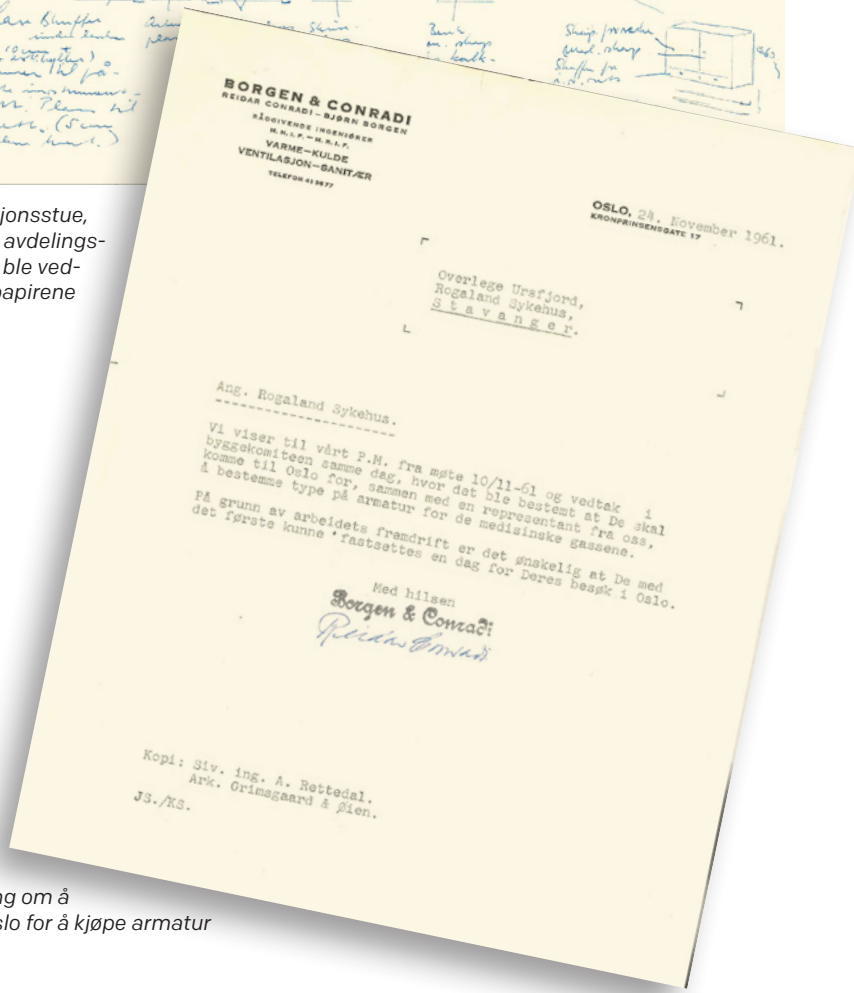 BORGEN & CONRADI
REIDAR CONRADI – BJØRN BORGEN
RÅDGIVENDE INGENIØRER
M. N. I. F. – M. R. I. F.
VARME–KULDE
VENTILASJON–SANITÆR
TELEFON 41 5677
OSLO, 24. November 1961.
KRONPRINSENSGATE 17
jonsstue,
avdelings-
ble ved-
papirene
Overlege Ursfjord,
Rogaland Sykehus,
Stavanger.
Ang. Rogaland Sykehus.
Vi viser til vårt P.M. fra møte 10/11-61 og vedtak i
byggekomiteen samme dag, hvor det ble bestemt at De skal
komme til Oslo for, sammen med en representant fra oss,
å bestemme type på armatur for de medisinske gassene.
På grunn av arbeidets fremdrift er det ønskelig at De med
det første kunne fastsettes en dag for Deres besøk i Oslo.
Med hilsen
Borgen & Conradi
Reidar Conradi
Kopi: Siv. ing. A. Rettedal.
Ark. Grimsgaard & Øien.
JS./KS.
ng om å
slo for å kjøpe armatur